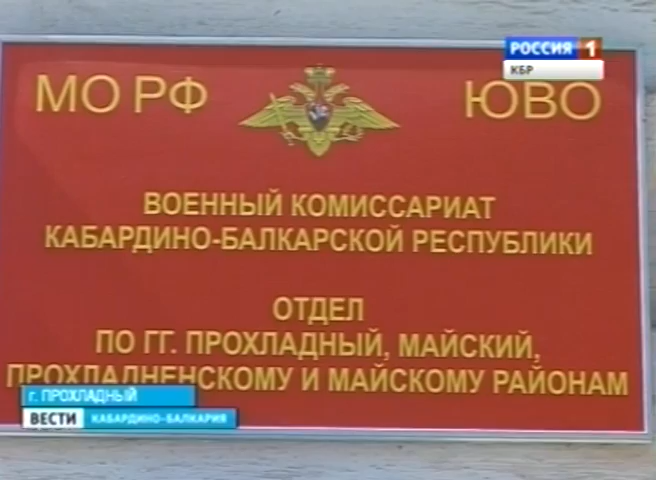 РОССИЯ 1
КБР
МО РФ ЮВО
ВОЕННЫЙ КОМИССАРИАТ
КАБАРДИНО-БАЛКАРСКОЙ РЕСПУБЛИКИ
ОТДЕЛ
ПО ГГ. ПРОХЛАДНЫЙ, МАЙСКИЙ,
ПРОХЛАДНЕНСКОМУ И МАЙСКОМУ РАЙОНАМ
г. ПРОХЛАДНЫЙ
ВЕСТИ КАБАРДИНО-БАЛКАРИЯ